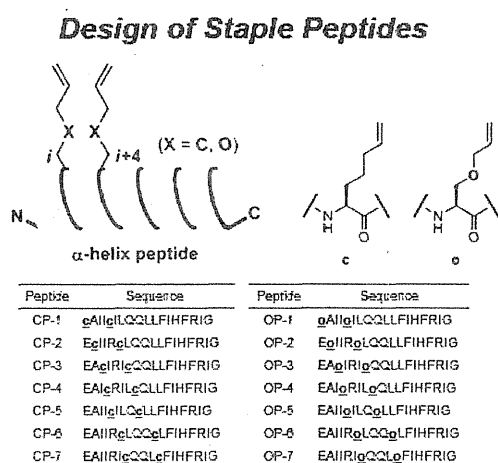 Design of Staple Peptides
X X (X = C, O)
i i+4
N C
α-helix peptide
O
N H O N H O
c o
Peptide Sequence Peptide Sequence
CP-1 cAIIcILQQLLFIHFRIG OP-1 oAIIoILQQLLFIHFRIG
CP-2 EcIIRcLQQLLFIHFRIG OP-2 EoIIRoLQQLLFIHFRIG
CP-3 EAcIRIcQQLLFIHFRIG OP-3 EAoIRIoQQLLFIHFRIG
CP-4 EAIcRILcQLLFIHFRIG OP-4 EAIoRILoQLLFIHFRIG
CP-5 EAIIcILQcLLFIHFRIG OP-5 EAIIoILQoLLFIHFRIG
CP-6 EAIIRcLQQcLFIHFRIG OP-6 EAIIRoLQQoLFIHFRIG
CP-7 EAIIRIcQQLcFIHFRIG OP-7 EAIIRIoQQLoFIHFRIG